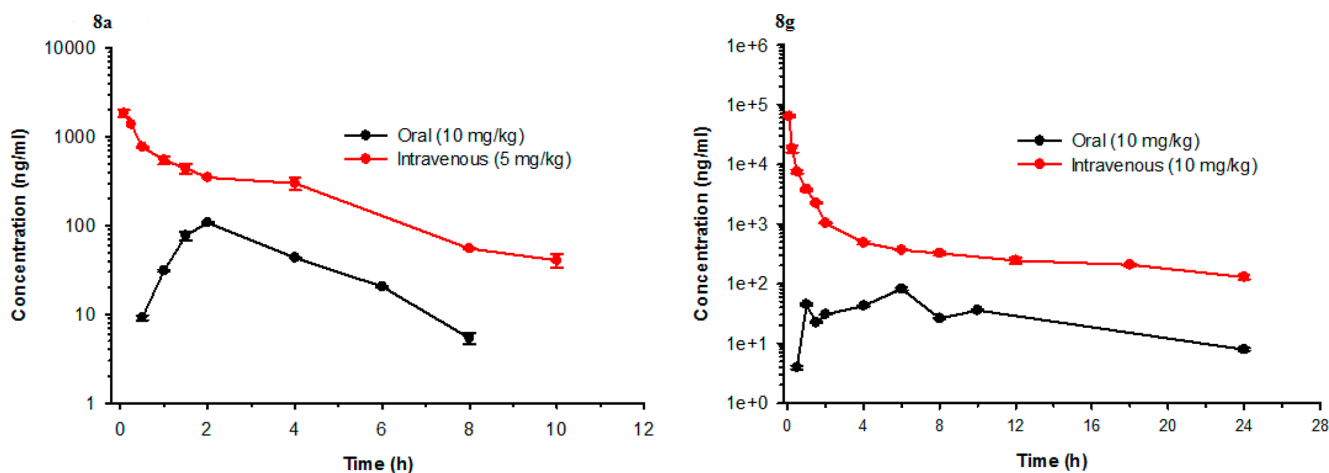 8a
10000
1000
100
10
1
Concentration (ng/ml)
Oral (10 mg/kg)
Intravenous (5 mg/kg)
0 2 4 6 8 10 12
Time (h)
8g
1e+6
1e+5
1e+4
1e+3
1e+2
1e+1
1e+0
Concentration (ng/ml)
Oral (10 mg/kg)
Intravenous (10 mg/kg)
0 4 8 12 16 20 24 28
Time (h)